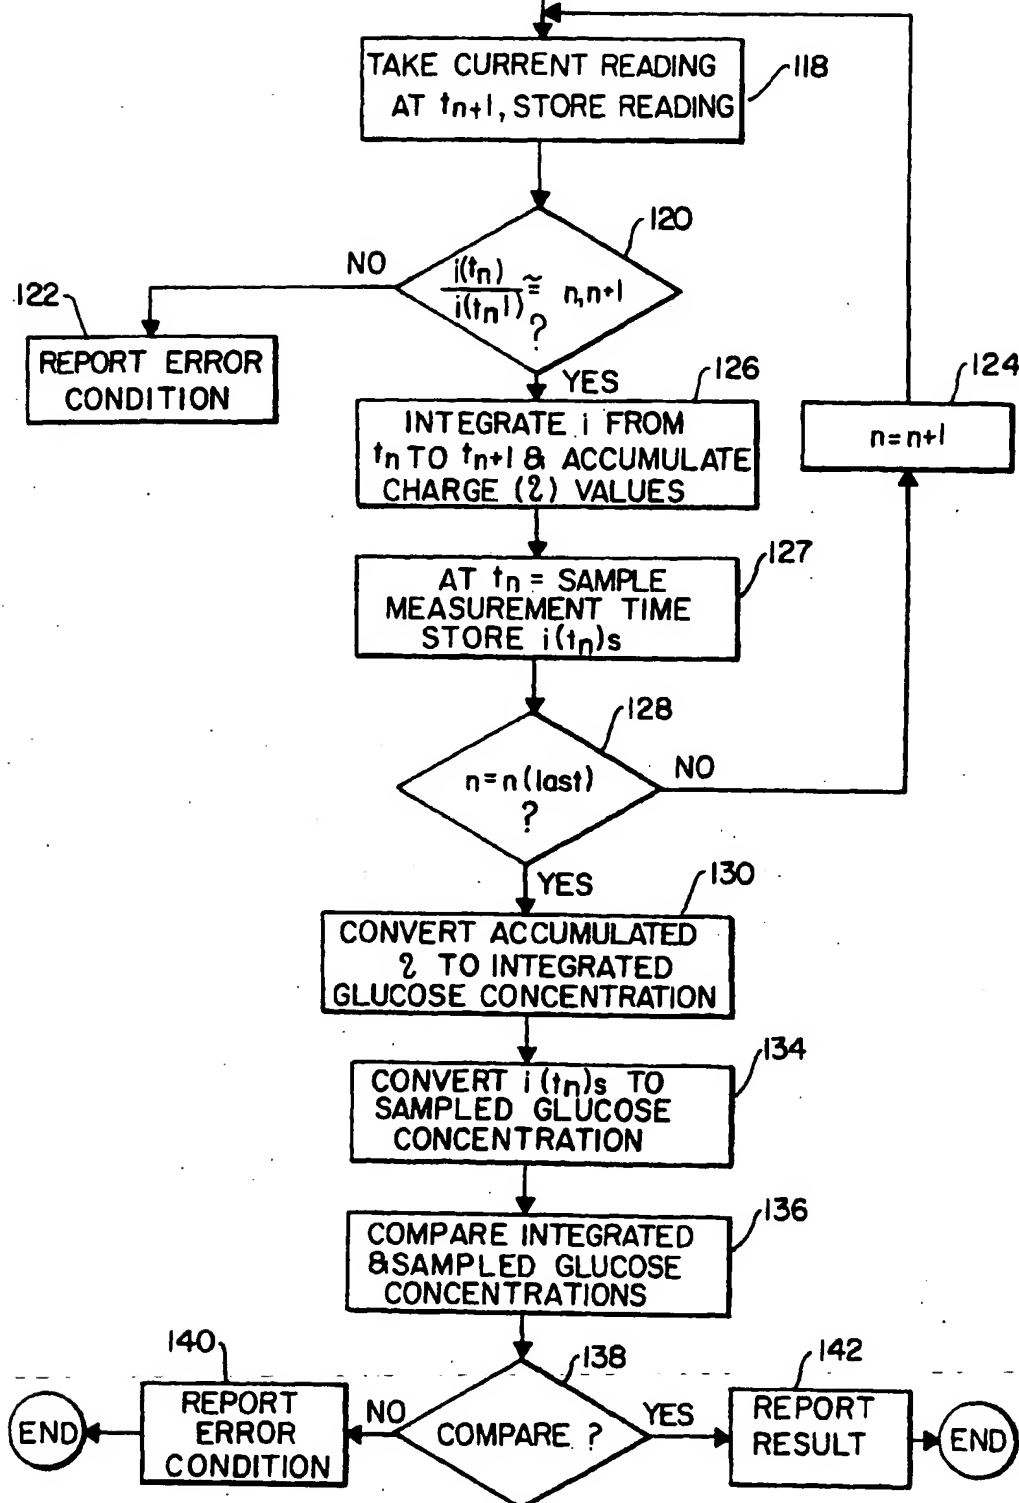 TAKE CURRENT READING
AT tn+1, STORE READING
118
120
i(tn)
i(tn1)
≅ n,n+1
?
NO
122
REPORT ERROR
CONDITION
YES
126
INTEGRATE i FROM
tn TO tn+1 & ACCUMULATE
CHARGE (q) VALUES
124
n=n+1
127
AT tn = SAMPLE
MEASUREMENT TIME
STORE i(tn)s
128
n=n(last)
?
NO
YES
130
CONVERT ACCUMULATED
q TO INTEGRATED
GLUCOSE CONCENTRATION
134
CONVERT i(tn)s TO
SAMPLED GLUCOSE
CONCENTRATION
136
COMPARE INTEGRATED
& SAMPLED GLUCOSE
CONCENTRATIONS
138
COMPARE ?
NO
140
REPORT
ERROR
CONDITION
END
YES
142
REPORT
RESULT
END